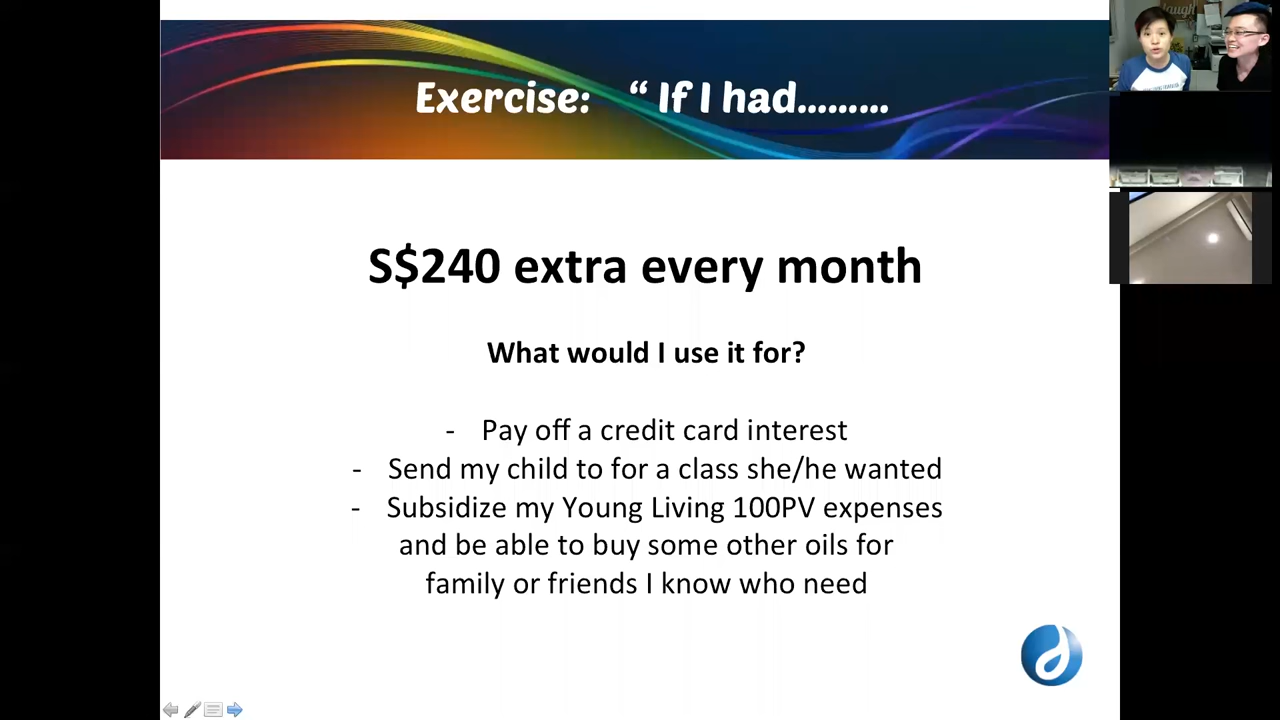 Exercise: “ If I had.........
laugh
S$240 extra every month
What would I use it for?
- Pay off a credit card interest
- Send my child to for a class she/he wanted
- Subsidize my Young Living 100PV expenses
and be able to buy some other oils for
family or friends I know who need